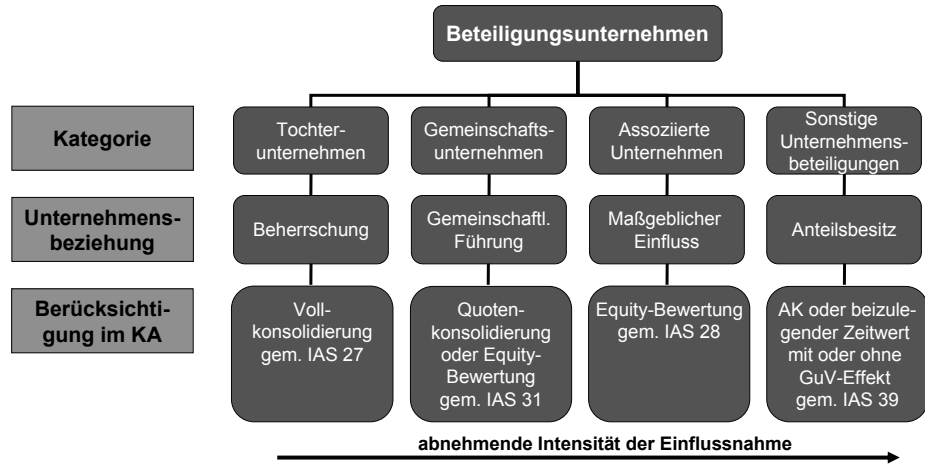 Beteiligungsunternehmen
Kategorie
Tochter-
unternehmen
Gemeinschafts-
unternehmen
Assoziierte
Unternehmen
Sonstige
Unternehmens-
beteiligungen
Unternehmens-
beziehung
Beherrschung
Gemeinschaftl.
Führung
Maßgeblicher
Einfluss
Anteilsbesitz
Berücksichti-
gung im KA
Voll-
konsolidierung
gem. IAS 27
Quoten-
konsolidierung
oder Equity-
Bewertung
gem. IAS 31
Equity-Bewertung
gem. IAS 28
AK oder beizule-
gender Zeitwert
mit oder ohne
GuV-Effekt
gem. IAS 39
abnehmende Intensität der Einflussnahme